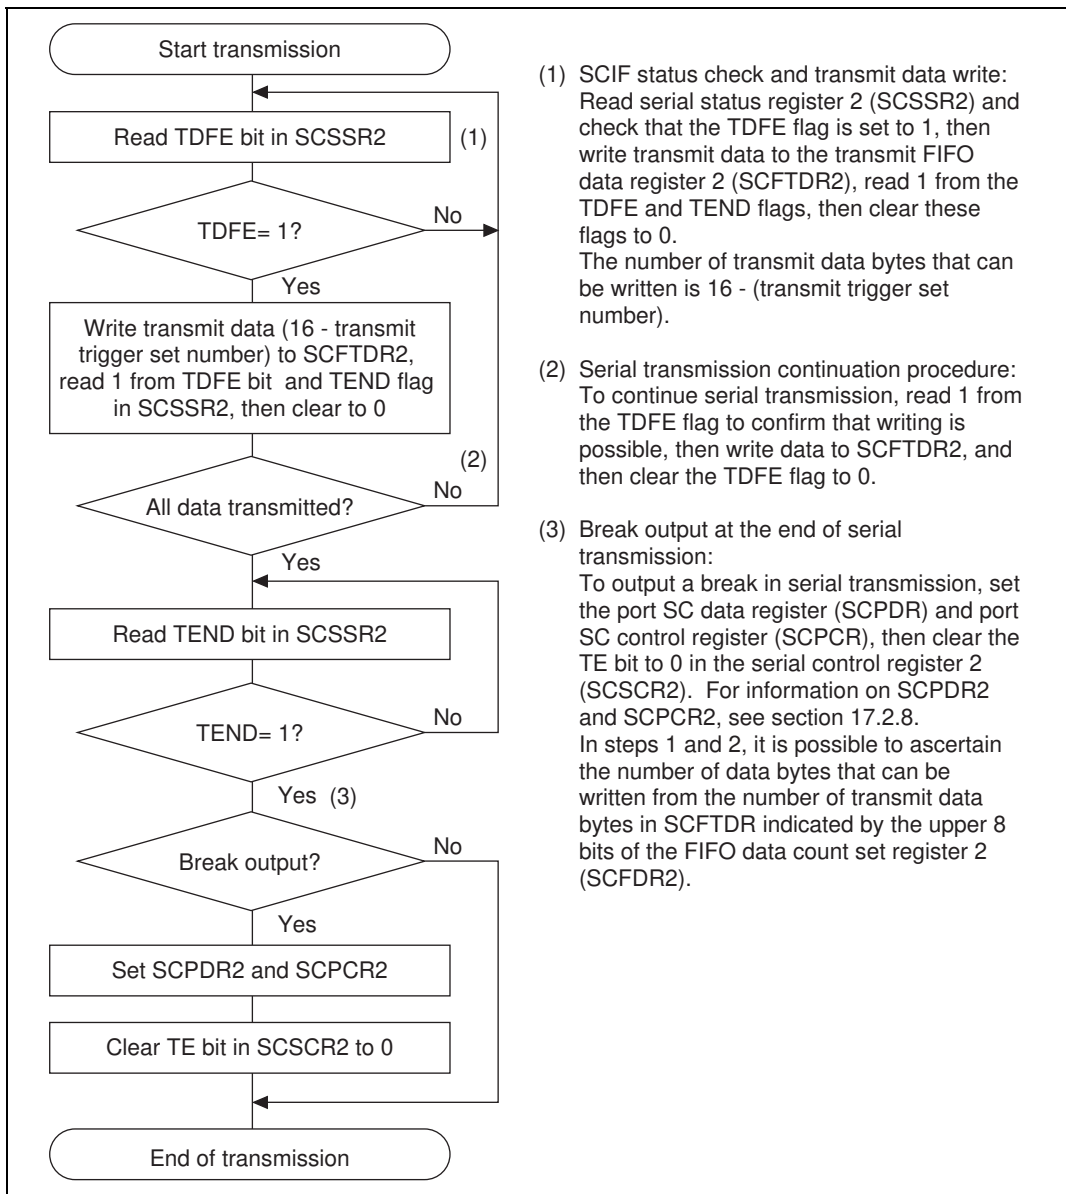 Start transmission
Read TDFE bit in SCSSR2
(1)
TDFE= 1?
No
Yes
Write transmit data (16 - transmit
trigger set number) to SCFTDR2,
read 1 from TDFE bit  and TEND flag
in SCSSR2, then clear to 0
(2)
All data transmitted?
No
Yes
Read TEND bit in SCSSR2
TEND= 1?
No
Yes (3)
Break output?
No
Yes
Set SCPDR2 and SCPCR2
Clear TE bit in SCSCR2 to 0
End of transmission
(1) SCIF status check and transmit data write:
Read serial status register 2 (SCSSR2) and
check that the TDFE flag is set to 1, then
write transmit data to the transmit FIFO
data register 2 (SCFTDR2), read 1 from the
TDFE and TEND flags, then clear these
flags to 0.
The number of transmit data bytes that can
be written is 16 - (transmit trigger set
number).
(2) Serial transmission continuation procedure:
To continue serial transmission, read 1 from
the TDFE flag to confirm that writing is
possible, then write data to SCFTDR2, and
then clear the TDFE flag to 0.
(3) Break output at the end of serial
transmission:
To output a break in serial transmission, set
the port SC data register (SCPDR) and port
SC control register (SCPCR), then clear the
TE bit to 0 in the serial control register 2
(SCSCR2).  For information on SCPDR2
and SCPCR2, see section 17.2.8.
In steps 1 and 2, it is possible to ascertain
the number of data bytes that can be
written from the number of transmit data
bytes in SCFTDR indicated by the upper 8
bits of the FIFO data count set register 2
(SCFDR2).